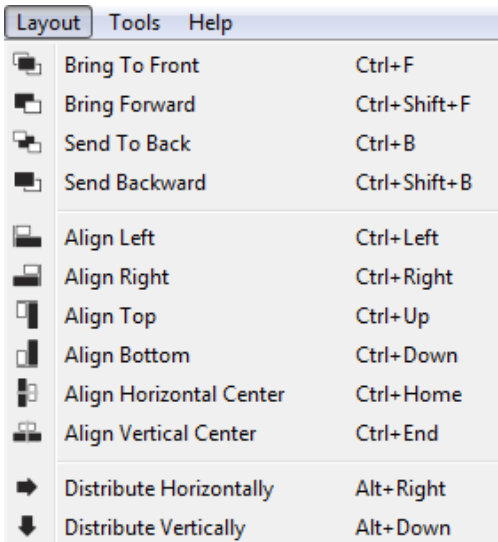 Layout Tools Help
Bring To Front Ctrl+F
Bring Forward Ctrl+Shift+F
Send To Back Ctrl+B
Send Backward Ctrl+Shift+B
Align Left Ctrl+Left
Align Right Ctrl+Right
Align Top Ctrl+Up
Align Bottom Ctrl+Down
Align Horizontal Center Ctrl+Home
Align Vertical Center Ctrl+End
Distribute Horizontally Alt+Right
Distribute Vertically Alt+Down